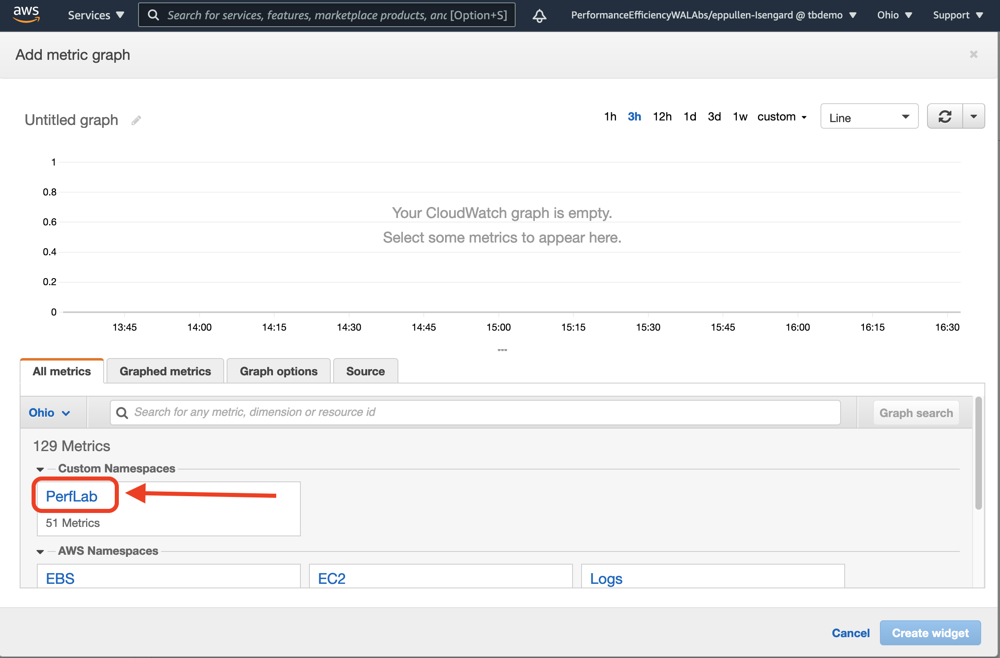 aws
Services
Search for services, features, marketplace products, anc [Option+S]
PerformanceEfficiencyWALAbs/eppullen-Isengard @ tbdemo
Ohio
Support
Add metric graph
Untitled graph
1h 3h 12h 1d 3d 1w custom
Line
1
0.8
0.6
0.4
0.2
0
Your CloudWatch graph is empty.
Select some metrics to appear here.
13:45 14:00 14:15 14:30 14:45 15:00 15:15 15:30 15:45 16:00 16:15 16:30
All metrics
Graphed metrics
Graph options
Source
Ohio
Search for any metric, dimension or resource id
Graph search
129 Metrics
Custom Namespaces
PerfLab
51 Metrics
AWS Namespaces
EBS
EC2
Logs
Cancel
Create widget